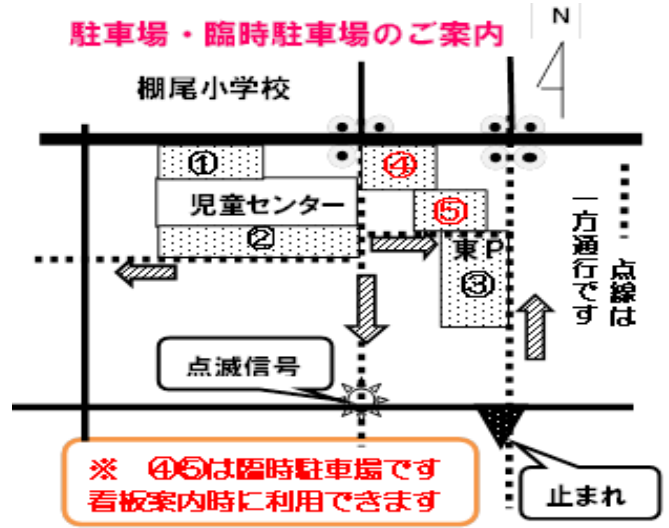 駐車場・臨時駐車場のご案内
N
棚尾小学校
①
④
児童センター
⑤
②
東P
③
点線は
一方通行です
点滅信号
※ ④⑤は臨時駐車場です
看板案内時に利用できます
止まれ